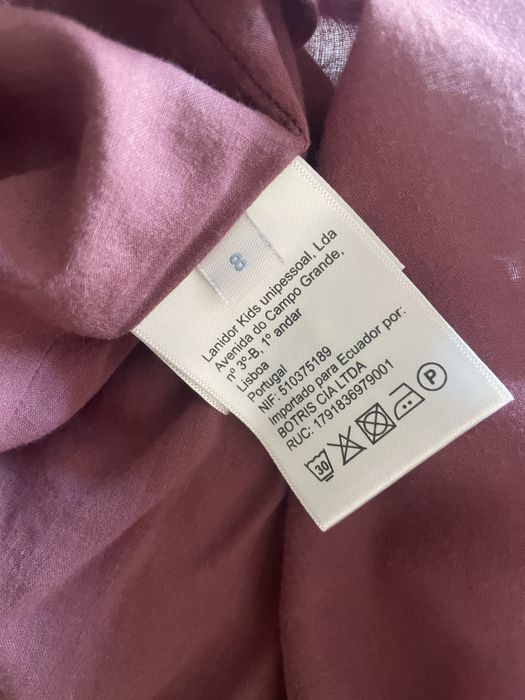 8
Lanidor Kids unipessoal, Lda
Avenida do Campo Grande,
nº 3º-B, 1º andar
Lisboa
Portugal
NIF: 510375189
Importado para Ecuador por:
BOTRIS CIA LTDA
RUC: 1791836979001
30
P